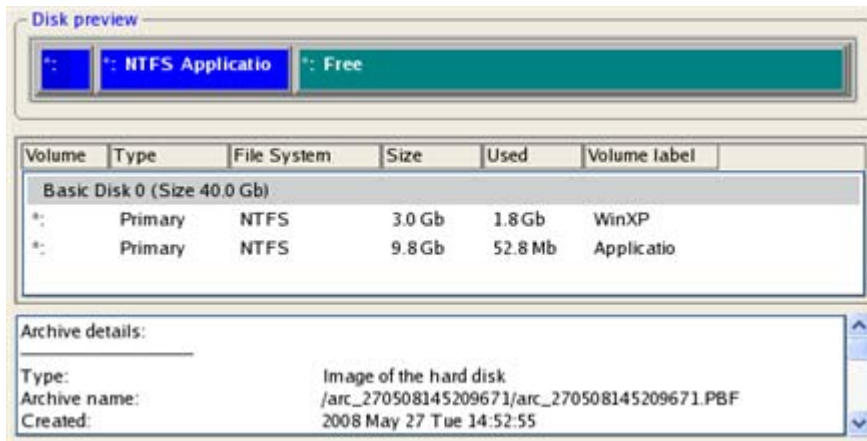 Disk preview
*: *: NTFS Applicatio *: Free
Volume Type File System Size Used Volume label
Basic Disk 0 (Size 40.0 Gb)
*: Primary NTFS 3.0 Gb 1.8 Gb WinXP
*: Primary NTFS 9.8 Gb 52.8 Mb Applicatio
Archive details:
Type: Image of the hard disk
Archive name: /arc_270508145209671/arc_270508145209671.PBF
Created: 2008 May 27 Tue 14:52:55